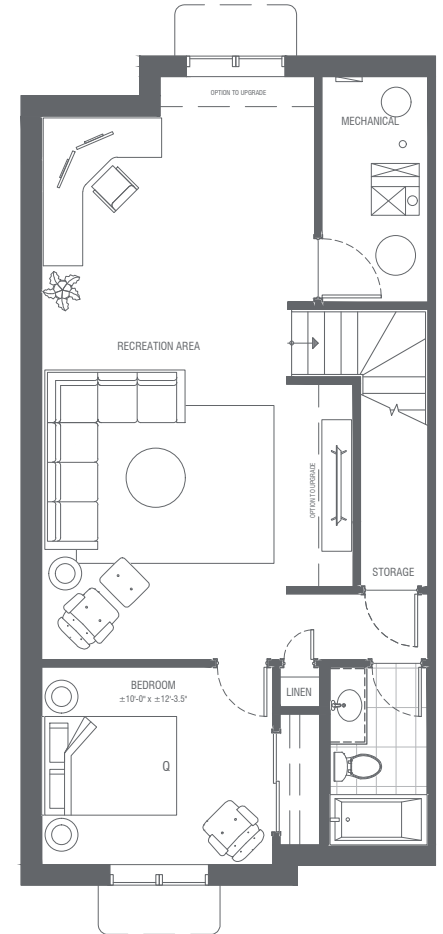 OPTION TO UPGRADE
MECHANICAL
RECREATION AREA
OPTION TO UPGRADE
STORAGE
BEDROOM
±10'-0" x ±12'-3.5"
LINEN
Q